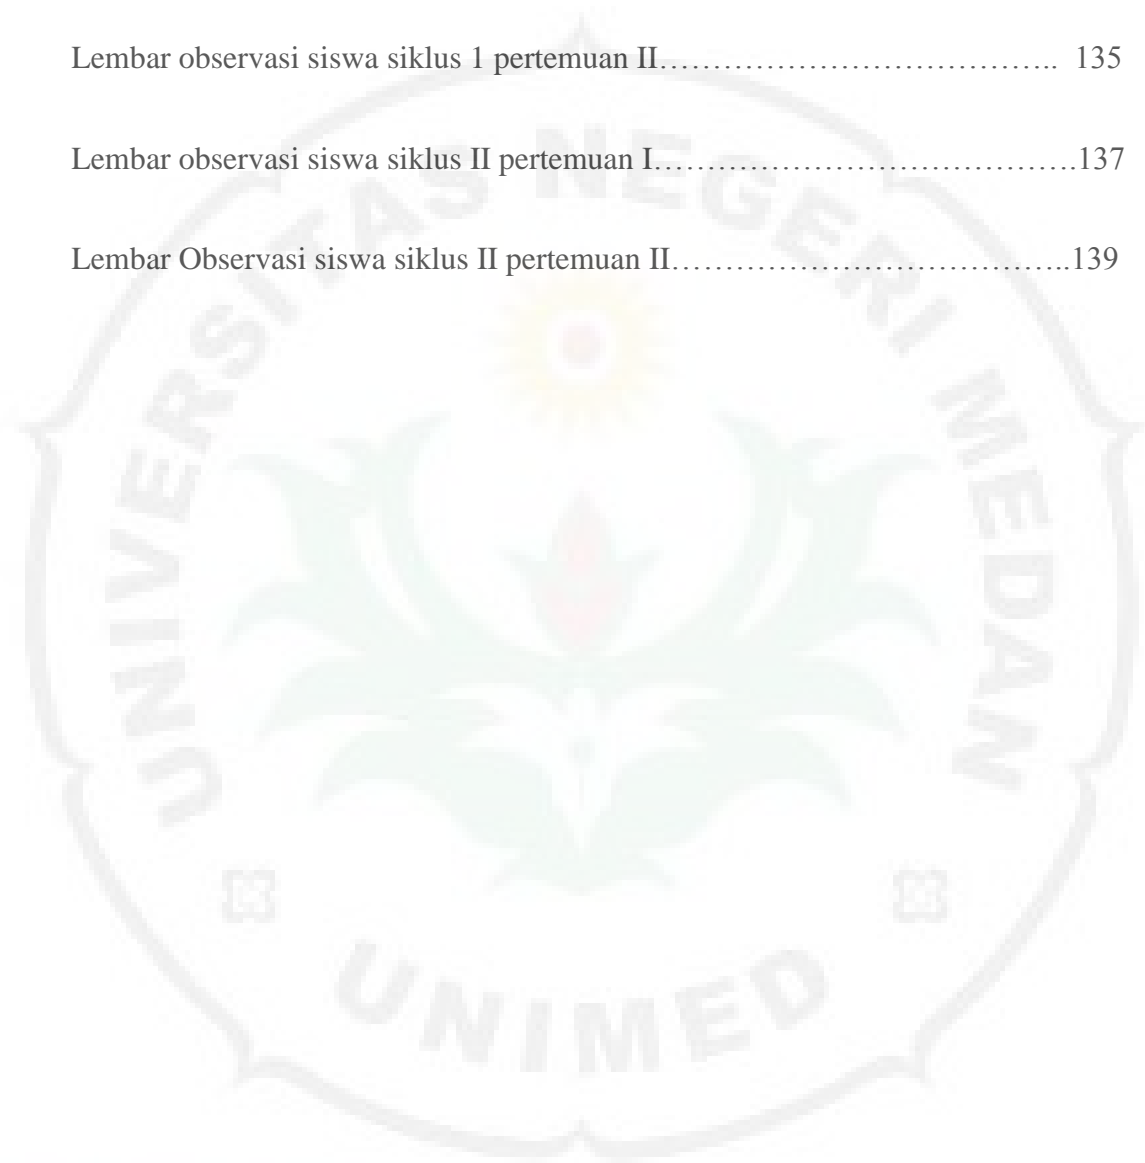 Lembar observasi siswa siklus 1 pertemuan II……………………………….. 135
Lembar observasi siswa siklus II pertemuan I………………………………….137
Lembar Observasi siswa siklus II pertemuan II………………………………..139
UNIVERSITAS NEGERI MEDAN
UNIMED